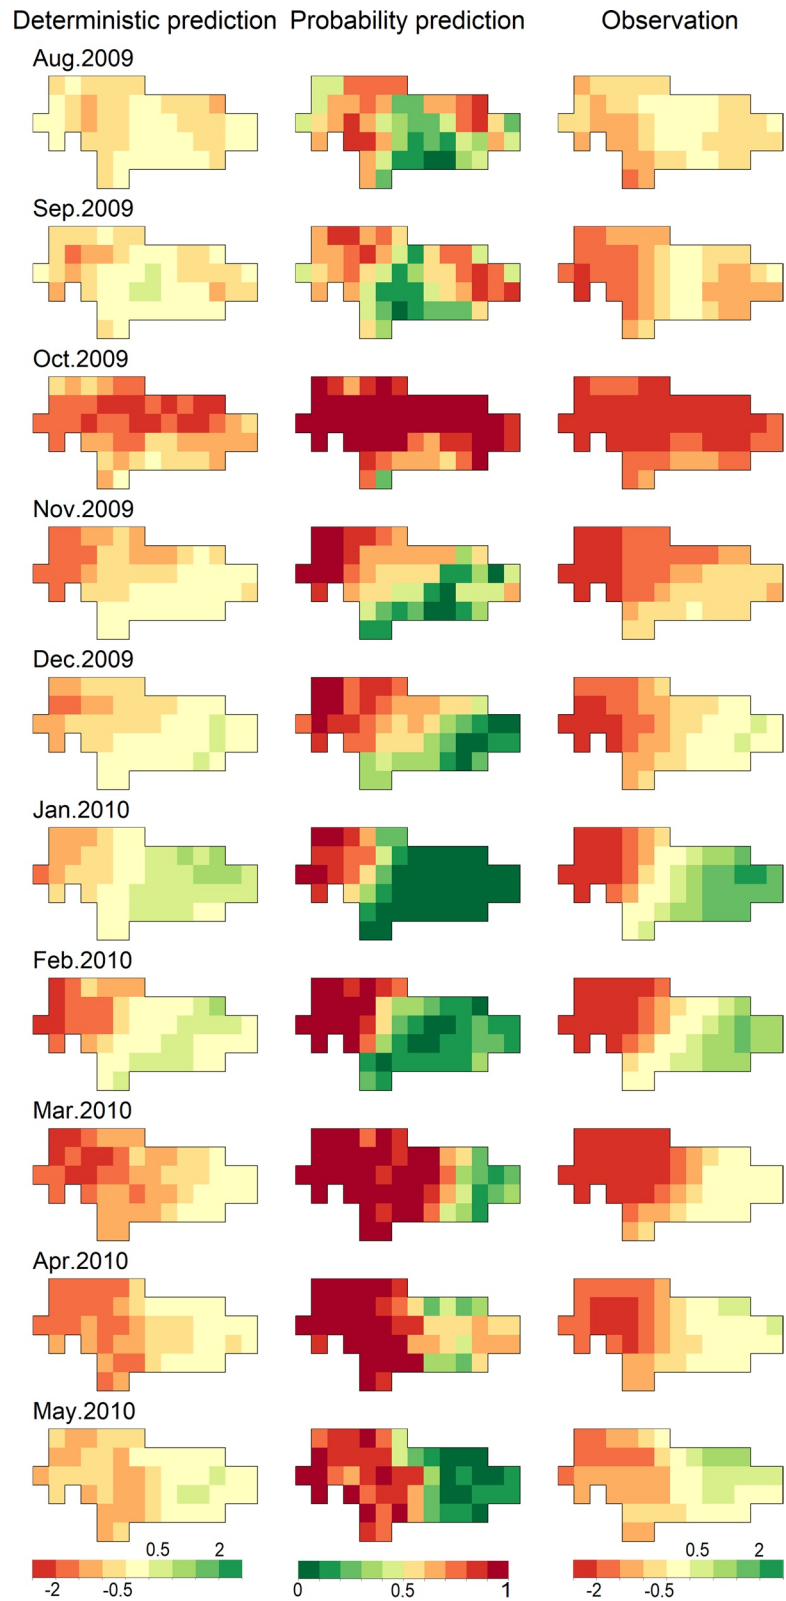 Deterministic prediction Probability prediction Observation
Aug.2009
Sep.2009
Oct.2009
Nov.2009
Dec.2009
Jan.2010
Feb.2010
Mar.2010
Apr.2010
May.2010
0.5 2 0.5 2
-2 -0.5 0 0.5 1 -2 -0.5